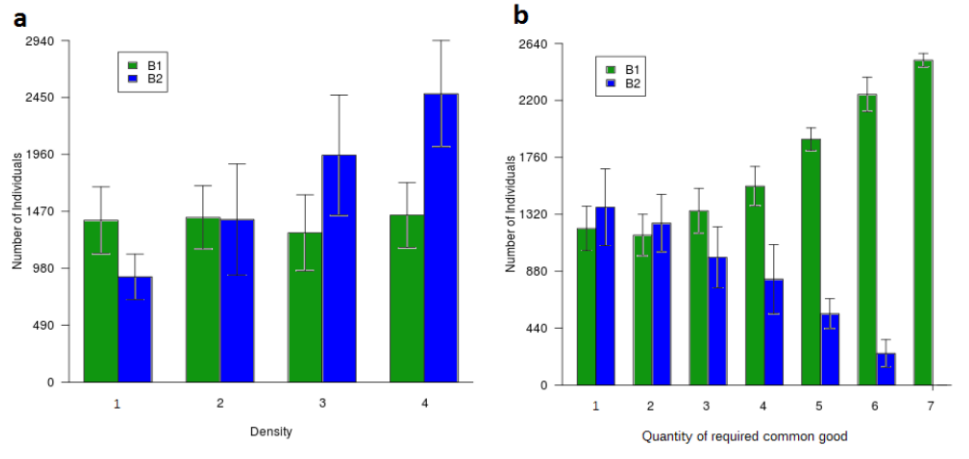 a
2940
2450
1960
1470
980
490
0
Number of Individuals
B1
B2
1 2 3 4
Density
b
2640
2200
1760
1320
880
440
0
Number of Individuals
B1
B2
1 2 3 4 5 6 7
Quantity of required common good